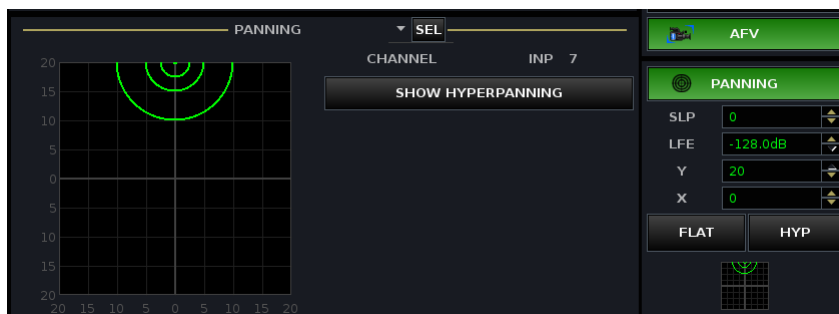 PANNING
SEL
CHANNEL INP 7
SHOW HYPERPANNING
20
15
10
5
0
5
10
15
20
20 15 10 5 0 5 10 15 20
AFV
PANNING
SLP 0
LFE -128.0dB
Y 20
X 0
FLAT HYP